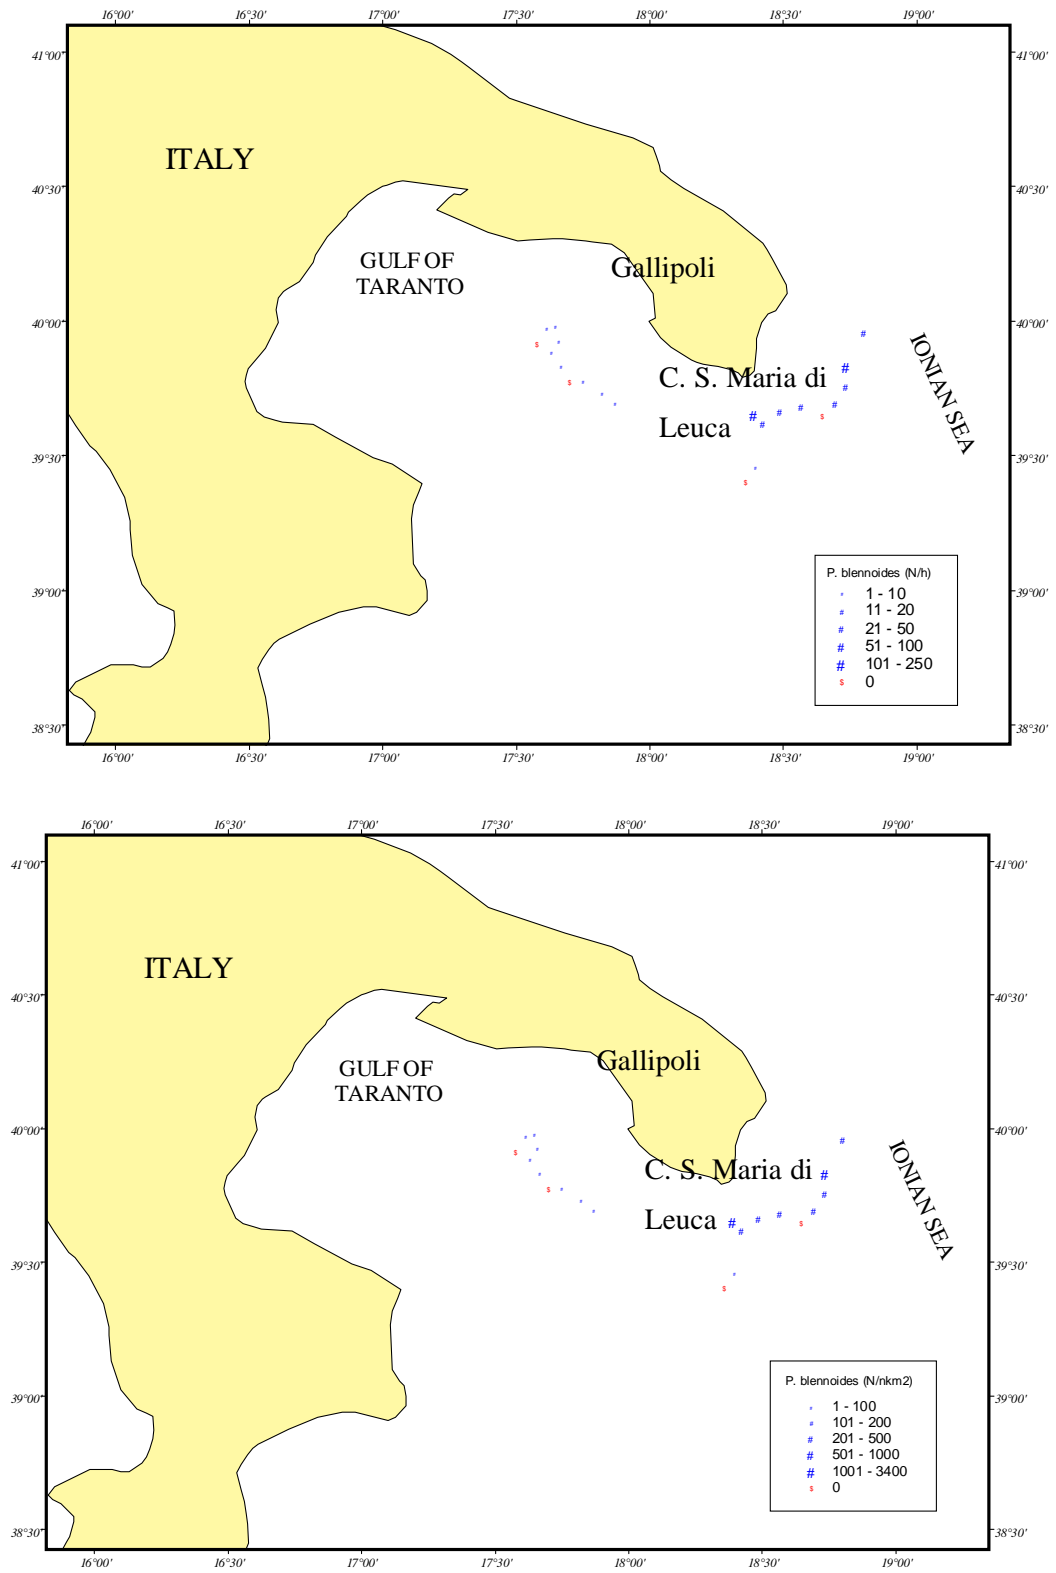 16°00' 16°30' 17°00' 17°30' 18°00' 18°30' 19°00'
41°00' 41°00'
ITALY
40°30' 40°30'
GULF OF
TARANTO
Gallipoli
40°00' 40°00'
IONIAN SEA
C. S. Maria di
Leuca
39°30' 39°30'
P. blennoides (N/h)
# 1 - 10
# 11 - 20
# 21 - 50
# 51 - 100
# 101 - 250
$ 0
39°00' 39°00'
38°30' 38°30'
16°00' 16°30' 17°00' 17°30' 18°00' 18°30' 19°00'
16°00' 16°30' 17°00' 17°30' 18°00' 18°30' 19°00'
41°00' 41°00'
ITALY
40°30' 40°30'
GULF OF
TARANTO
Gallipoli
40°00' 40°00'
IONIAN SEA
C. S. Maria di
Leuca
39°30' 39°30'
P. blennoides (N/nkm2)
# 1 - 100
# 101 - 200
# 201 - 500
# 501 - 1000
# 1001 - 3400
$ 0
39°00' 39°00'
38°30' 38°30'
16°00' 16°30' 17°00' 17°30' 18°00' 18°30' 19°00'